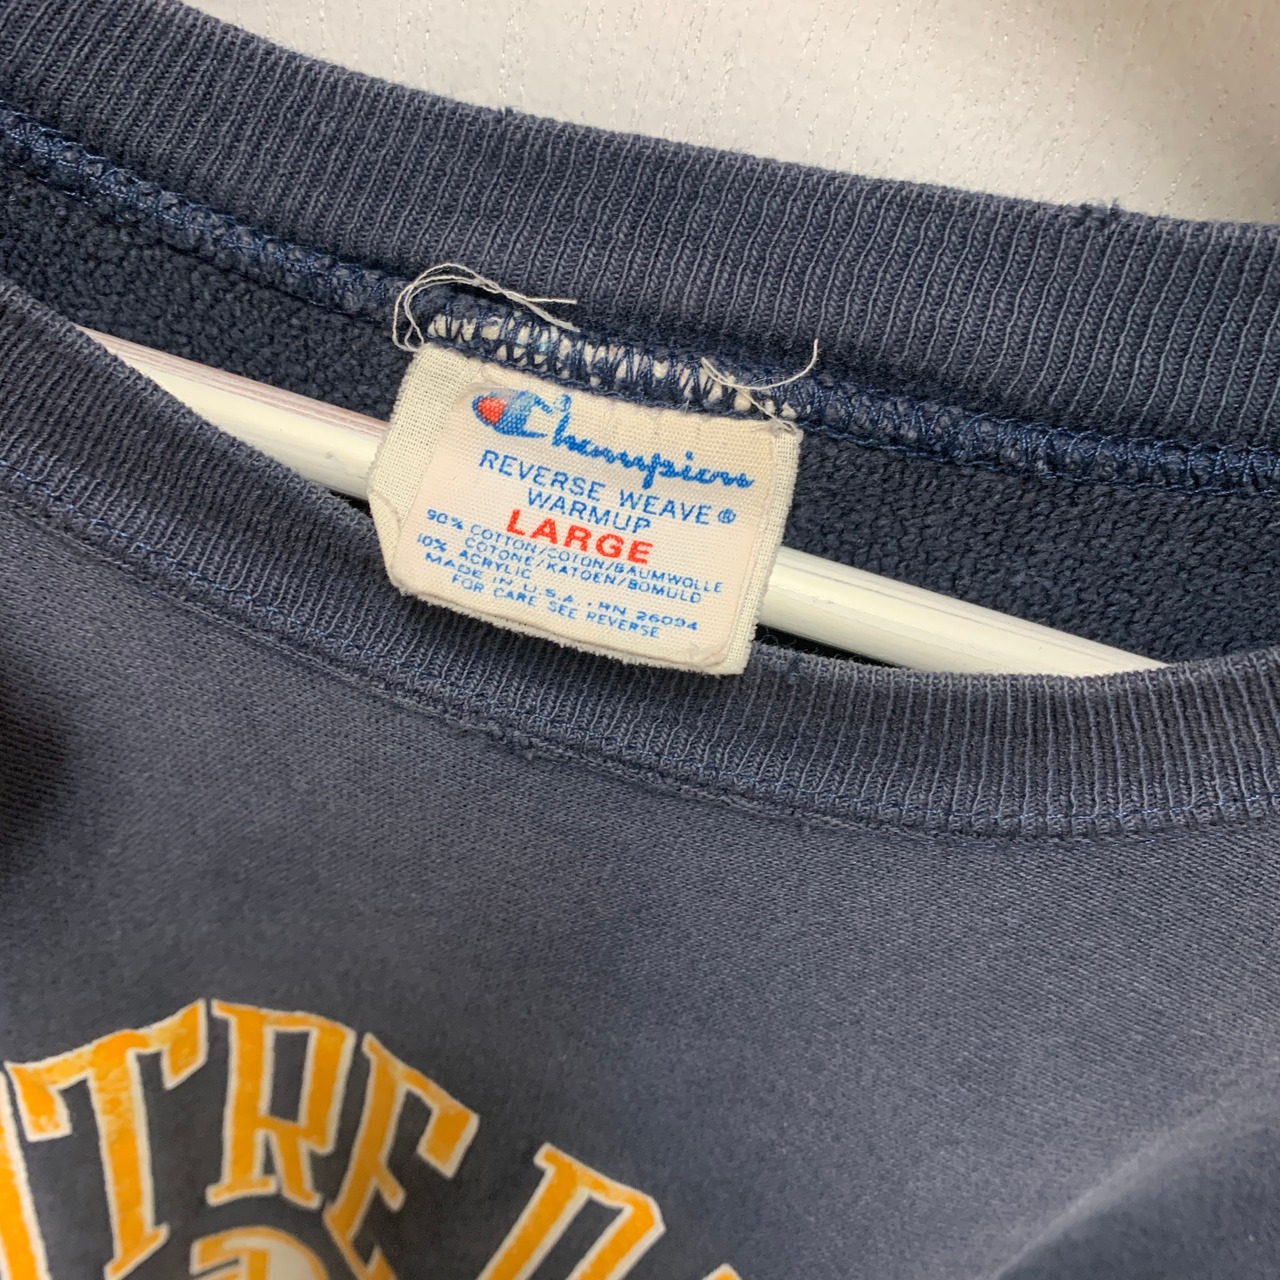 Champion
REVERSE WEAVE®
WARMUP
LARGE
90% COTTON/COTON/BAUMWOLLE
COTONE/KATOEN/BOMULD
10% ACRYLIC
MADE IN U.S.A. · RN 26094
FOR CARE SEE REVERSE
TRE D